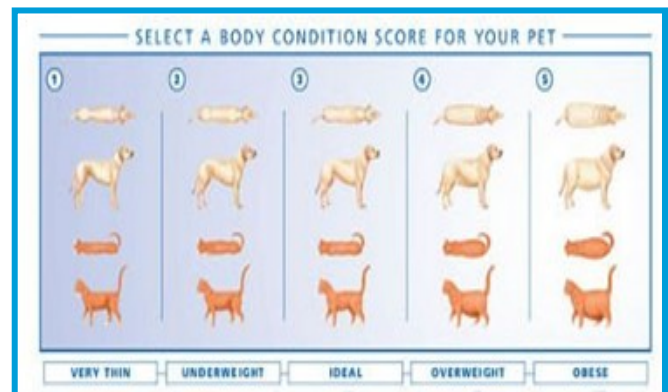 SELECT A BODY CONDITION SCORE FOR YOUR PET
1 2 3 4 5
VERY THIN UNDERWEIGHT IDEAL OVERWEIGHT OBESE